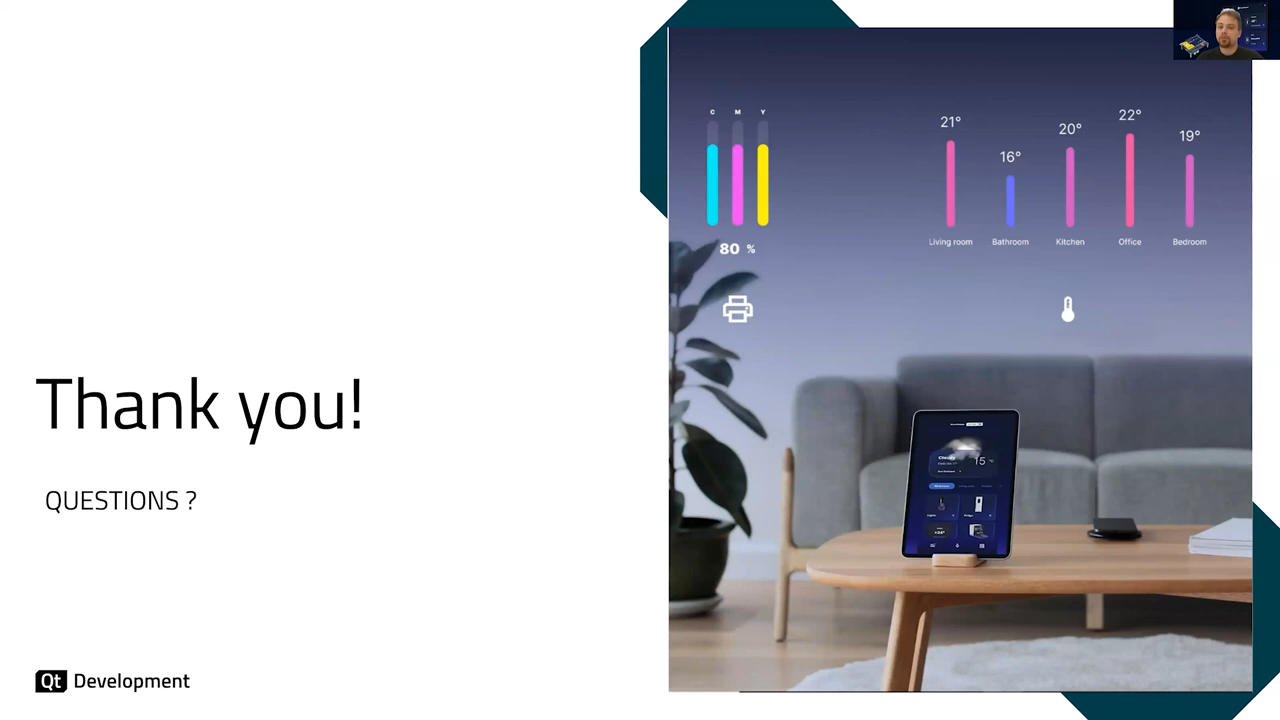 Thank you!
QUESTIONS ?
Qt Development
C M Y
80 %
21° 16° 20° 22° 19°
Living room Bathroom Kitchen Office Bedroom
15